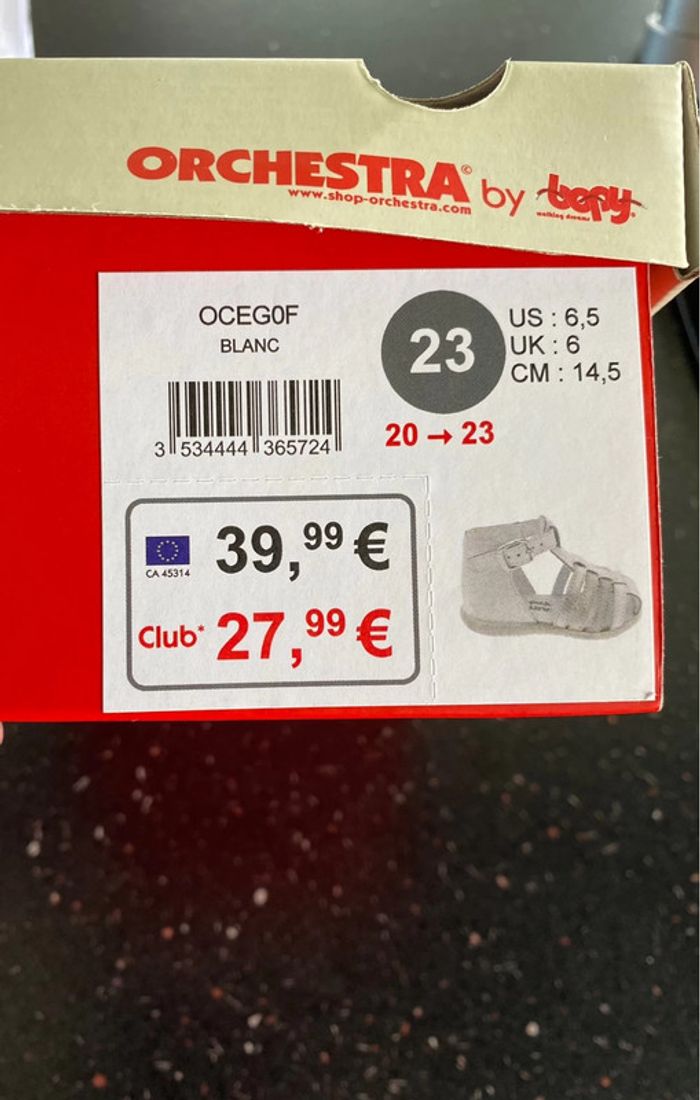 ORCHESTRA© by bopy®
www.shop-orchestra.com
walking dreams
OCEG0F
BLANC
3 534444 365724
23
US : 6,5
UK : 6
CM : 14,5
20 → 23
39,99 €
CA 45314
Club* 27,99 €